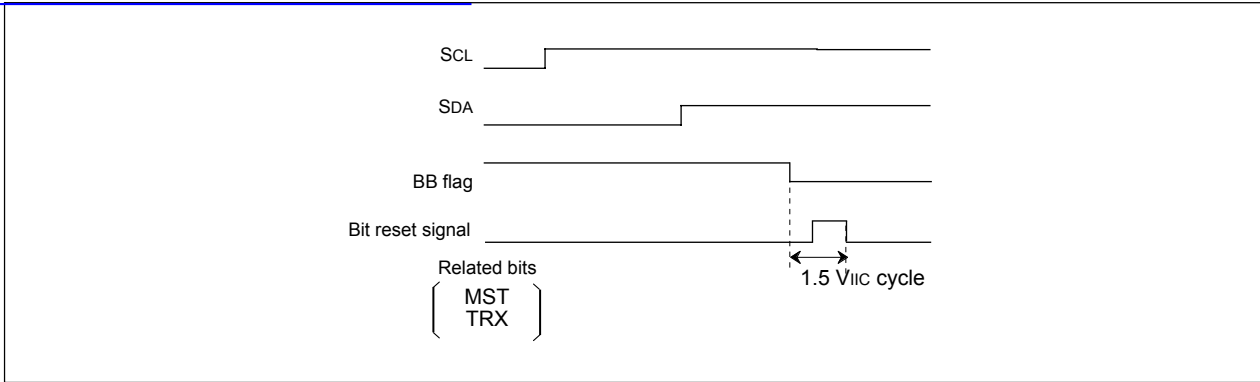 SCL
SDA
BB flag
Bit reset signal
Related bits
MST
TRX
1.5 VIIC cycle